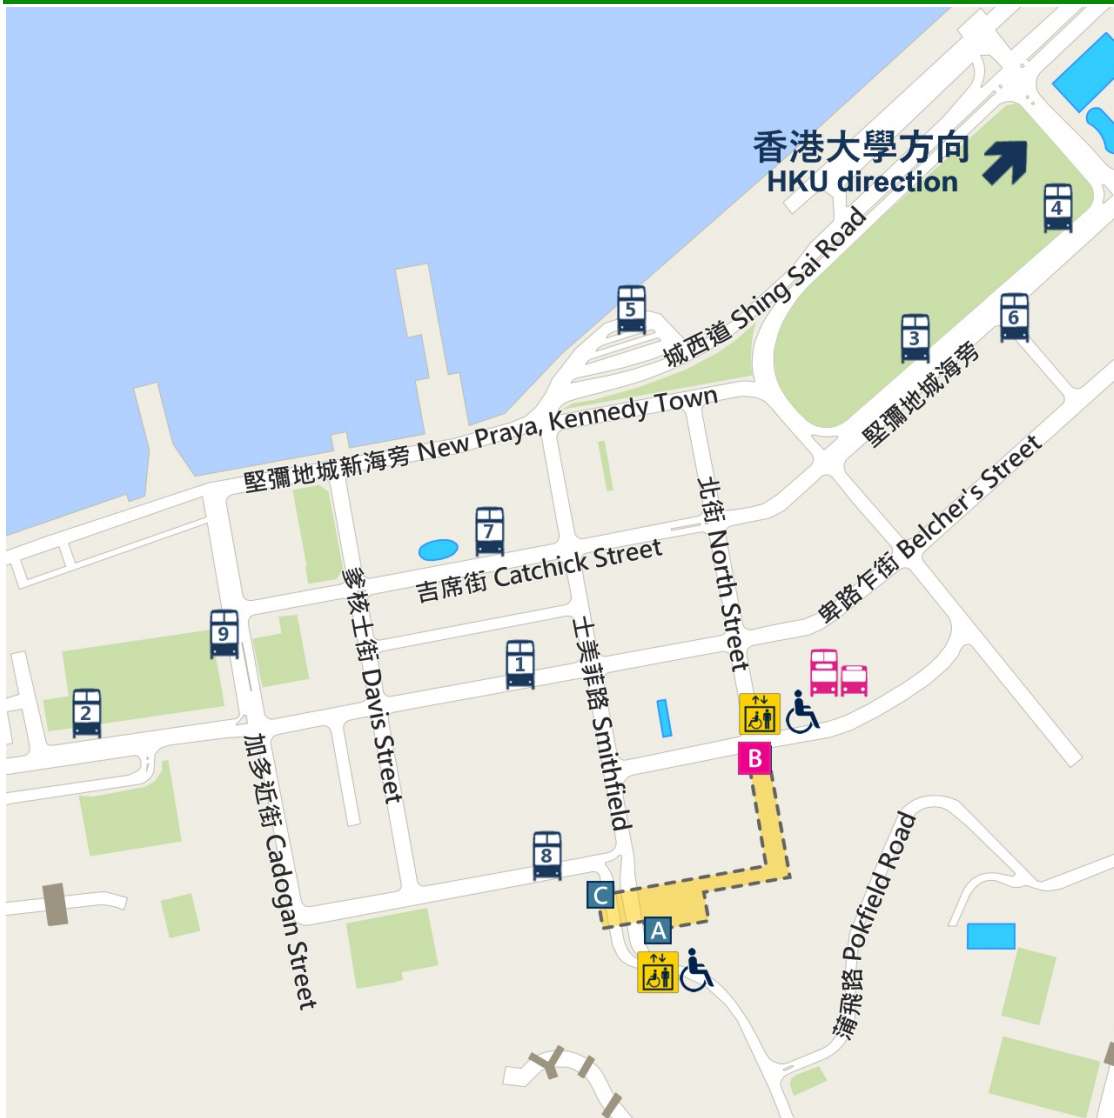 香港大學方向
HKU direction
4
5
6
3
城西道 Shing Sai Road
堅彌地城海旁
堅彌地城新海旁 New Praya, Kennedy Town
7
吉席街 Catchick Street
北街 North Street
卑路乍街 Belcher's Street
爹核士街 Davis Street
士美菲路 Smithfield
9
1
2
加多近街 Cadogan Street
B
8
C
A
蒲飛路 Pokfield Road